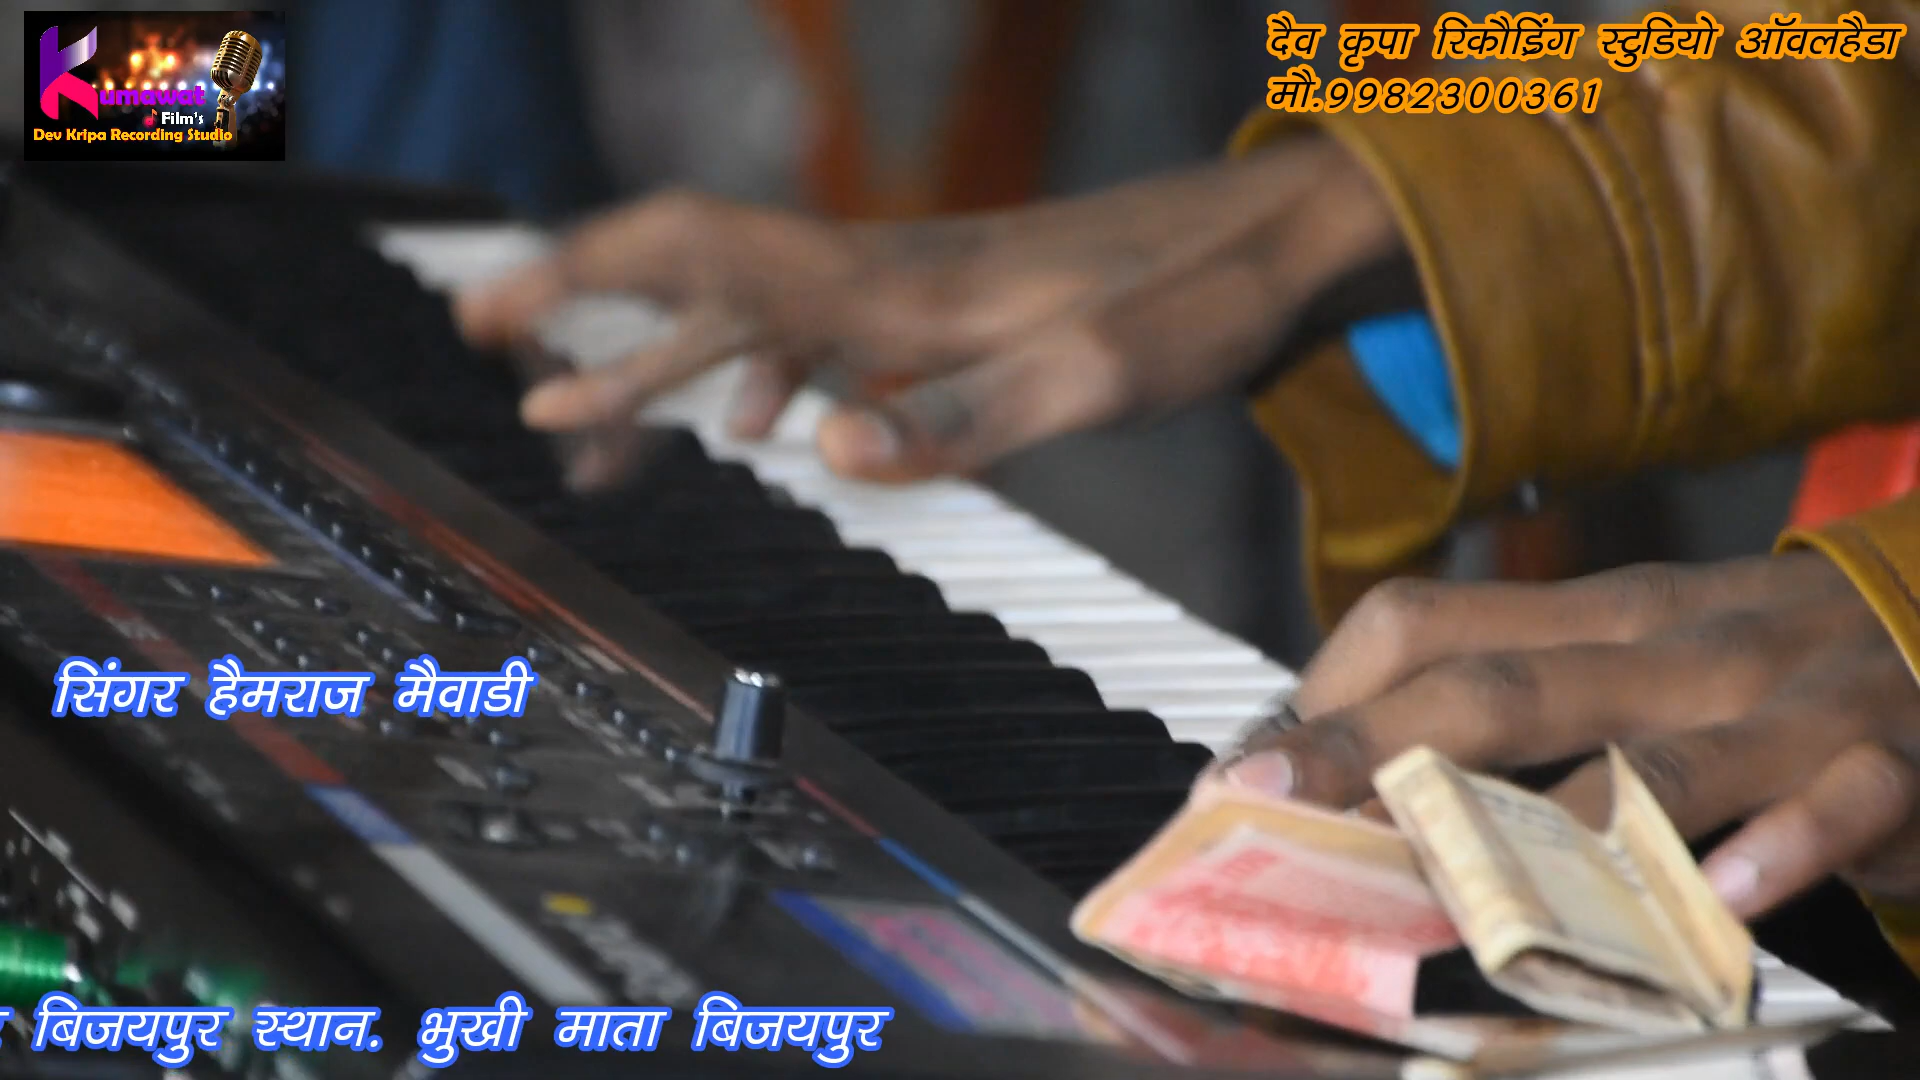 Kumawat
Film's
Dev Kripa Recording Studio
दैव कृपा रिकौड़िंग स्टुडियो ऑवलहैडा
मौ.9982300361
सिंगर हैमराज मैवाडी
बिजयपुर स्थान. भुखी माता बिजयपुर